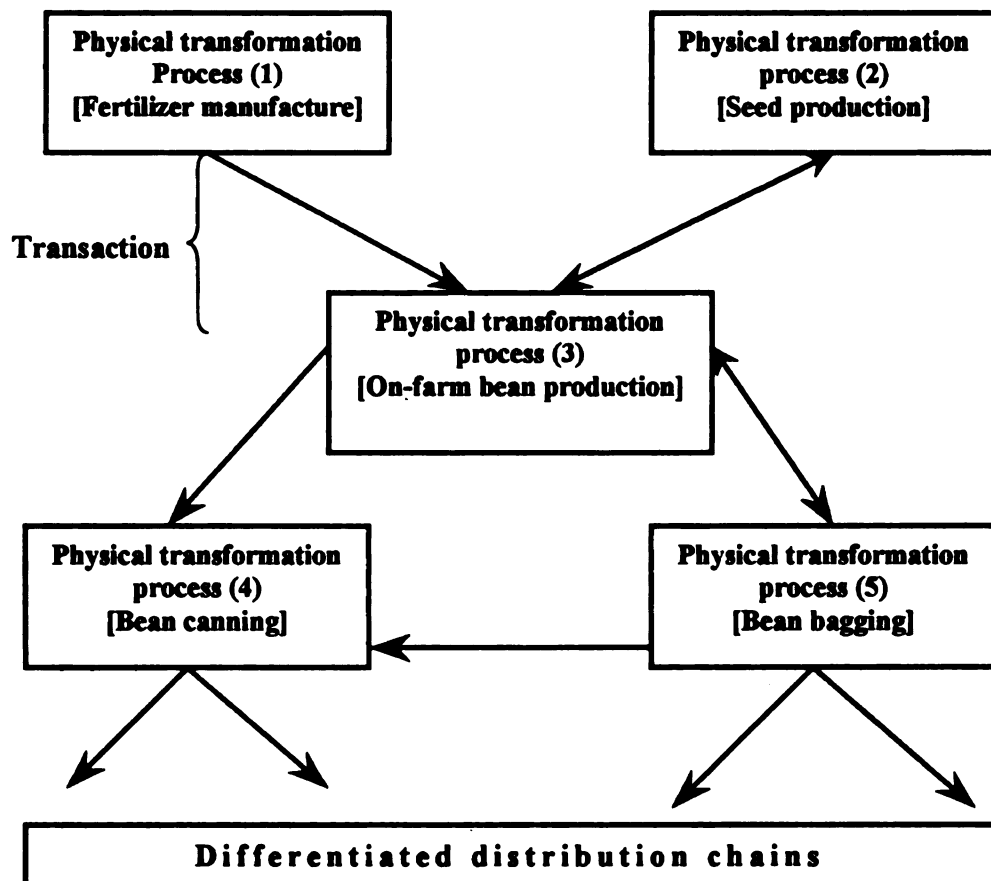 Physical transformation
Process (1)
[Fertilizer manufacture]
Physical transformation
process (2)
[Seed production]
Transaction
Physical transformation
process (3)
[On-farm bean production]
Physical transformation
process (4)
[Bean canning]
Physical transformation
process (5)
[Bean bagging]
Differentiated distribution chains